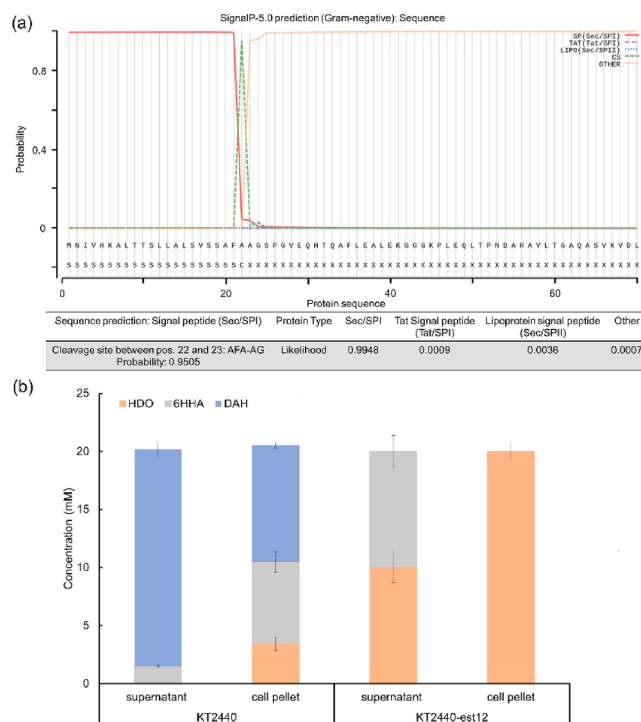 (a)
SignalP-5.0 prediction (Gram-negative): Sequence
SP(Sec/SPI)
TAT(Tat/SPI)
LIPO(Sec/SPII)
CS
OTHER
0.8
0.4
0
Probability
M N I V H K A L T T S L L A L S V S S A F A A G S P G V E Q H T Q A F L E A L E K G G G K P L E Q L T P N D A R A V L T G A Q A S V K V D L
S S S S S S S S S S S S S S S S S S S S S C X X X X X X X X X X X X X X X X X X X X X X X X X X X X X X X X X X X X X X X X X X X X X X X X
0 20 40 60
Protein sequence
Sequence prediction: Signal peptide (Sec/SPI) Protein Type Sec/SPI Tat Signal peptide (Tat/SPI) Lipoprotein signal peptide (Sec/SPII) Other
Cleavage site between pos. 22 and 23: AFA-AG Likelihood 0.9948 0.0009 0.0036 0.0007
Probability: 0.9505
(b)
HDO 6HHA DAH
25
20
15
10
5
0
Concentration (mM)
supernatant cell pellet supernatant cell pellet
KT2440 KT2440-est12